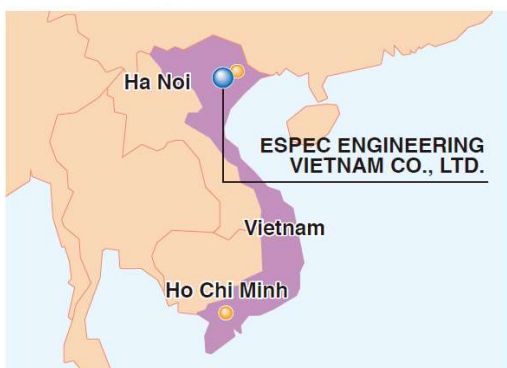 Ha Noi
ESPEC ENGINEERING
VIETNAM CO., LTD.
Vietnam
Ho Chi Minh